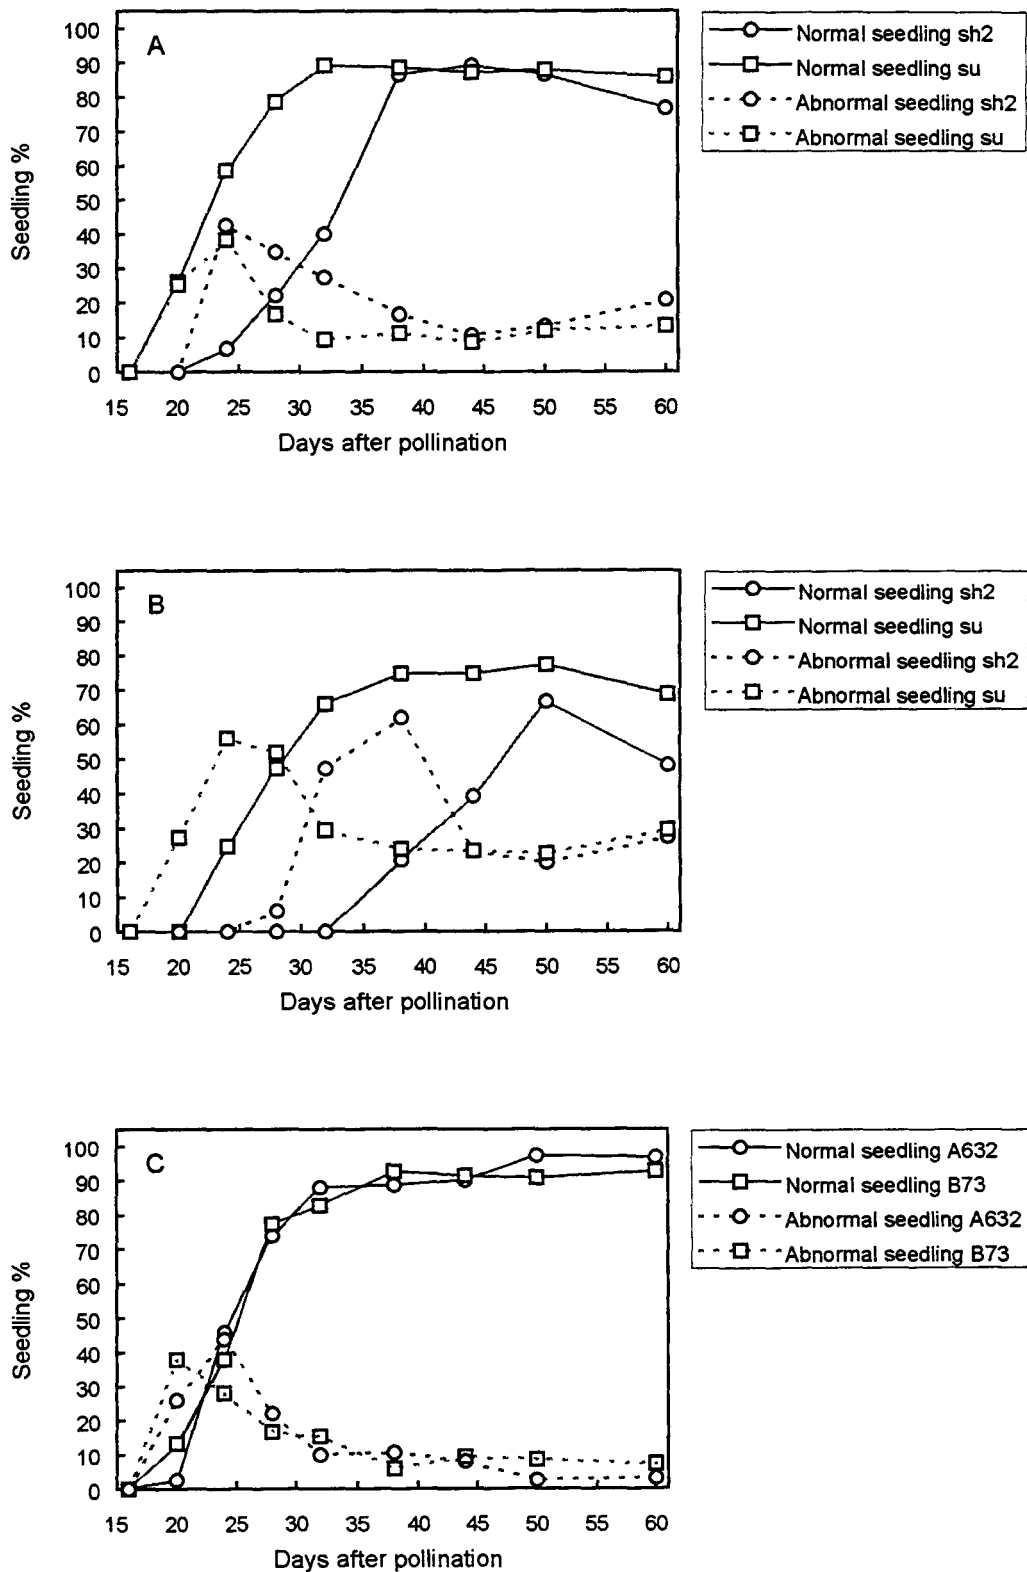 A
Seedling %
100
90
80
70
60
50
40
30
20
10
0
15 20 25 30 35 40 45 50 55 60
Days after pollination
Normal seedling sh2
Normal seedling su
Abnormal seedling sh2
Abnormal seedling su
B
Seedling %
100
90
80
70
60
50
40
30
20
10
0
15 20 25 30 35 40 45 50 55 60
Days after pollination
Normal seedling sh2
Normal seedling su
Abnormal seedling sh2
Abnormal seedling su
C
Seedling %
100
90
80
70
60
50
40
30
20
10
0
15 20 25 30 35 40 45 50 55 60
Days after pollination
Normal seedling A632
Normal seedling B73
Abnormal seedling A632
Abnormal seedling B73